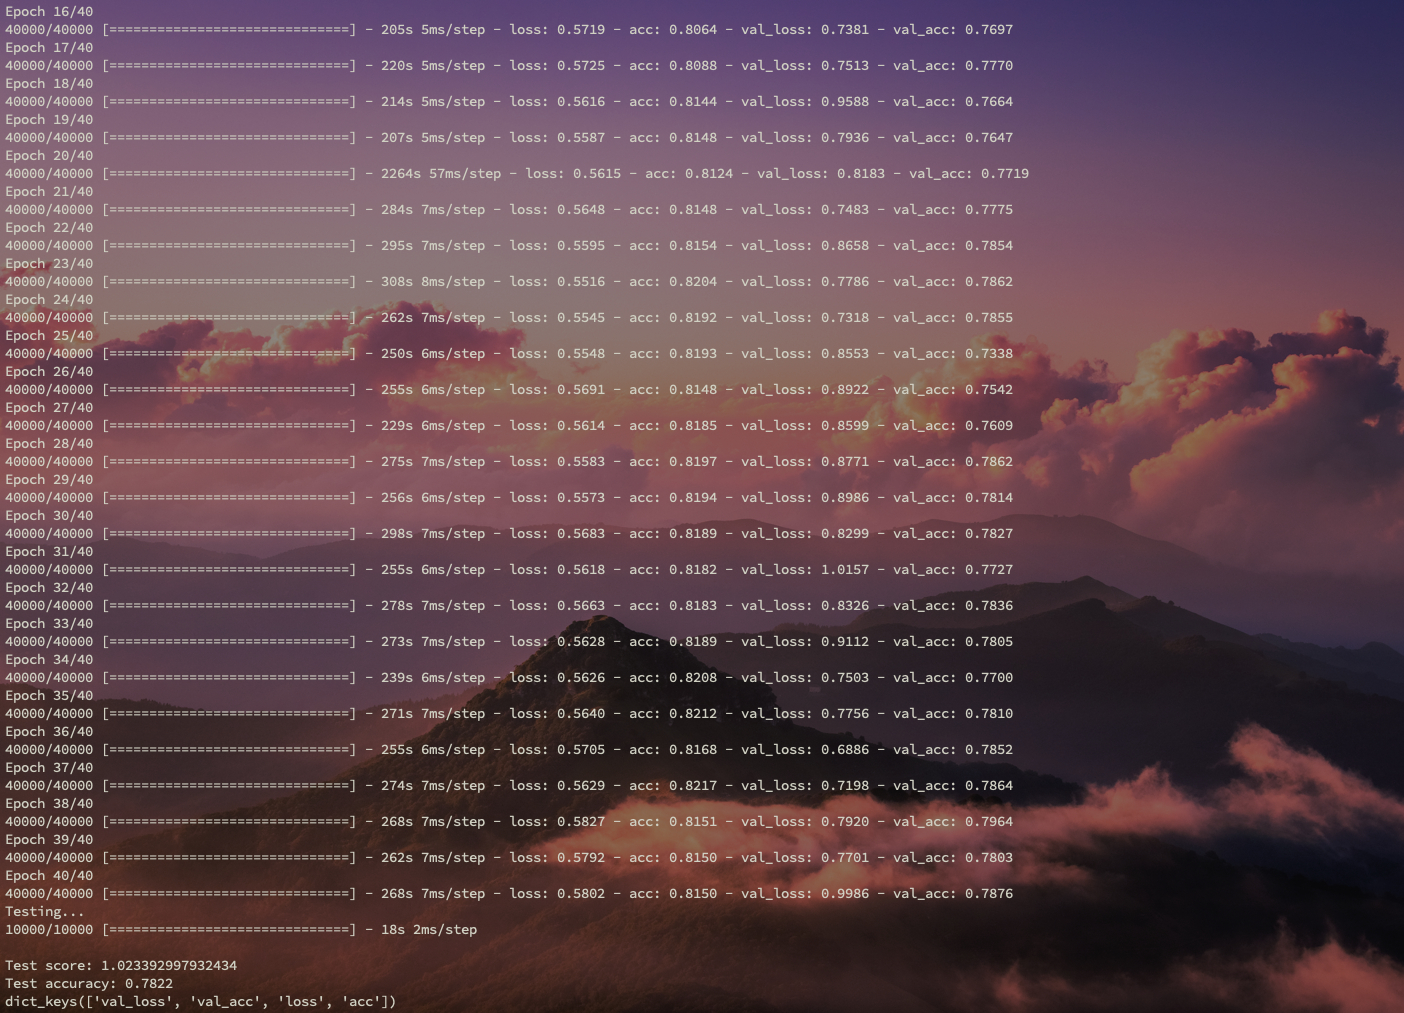 Epoch 16/40
40000/40000 [==============================] - 205s 5ms/step - loss: 0.5719 - acc: 0.8064 - val_loss: 0.7381 - val_acc: 0.7697
Epoch 17/40
40000/40000 [==============================] - 220s 5ms/step - loss: 0.5725 - acc: 0.8088 - val_loss: 0.7513 - val_acc: 0.7770
Epoch 18/40
40000/40000 [==============================] - 214s 5ms/step - loss: 0.5616 - acc: 0.8144 - val_loss: 0.9588 - val_acc: 0.7664
Epoch 19/40
40000/40000 [==============================] - 207s 5ms/step - loss: 0.5587 - acc: 0.8148 - val_loss: 0.7936 - val_acc: 0.7647
Epoch 20/40
40000/40000 [==============================] - 2264s 57ms/step - loss: 0.5615 - acc: 0.8124 - val_loss: 0.8183 - val_acc: 0.7719
Epoch 21/40
40000/40000 [==============================] - 284s 7ms/step - loss: 0.5648 - acc: 0.8148 - val_loss: 0.7483 - val_acc: 0.7775
Epoch 22/40
40000/40000 [==============================] - 295s 7ms/step - loss: 0.5595 - acc: 0.8154 - val_loss: 0.8658 - val_acc: 0.7854
Epoch 23/40
40000/40000 [==============================] - 308s 8ms/step - loss: 0.5516 - acc: 0.8204 - val_loss: 0.7786 - val_acc: 0.7862
Epoch 24/40
40000/40000 [==============================] - 262s 7ms/step - loss: 0.5545 - acc: 0.8192 - val_loss: 0.7318 - val_acc: 0.7855
Epoch 25/40
40000/40000 [==============================] - 250s 6ms/step - loss: 0.5548 - acc: 0.8193 - val_loss: 0.8553 - val_acc: 0.7338
Epoch 26/40
40000/40000 [==============================] - 255s 6ms/step - loss: 0.5691 - acc: 0.8148 - val_loss: 0.8922 - val_acc: 0.7542
Epoch 27/40
40000/40000 [==============================] - 229s 6ms/step - loss: 0.5614 - acc: 0.8185 - val_loss: 0.8599 - val_acc: 0.7609
Epoch 28/40
40000/40000 [==============================] - 275s 7ms/step - loss: 0.5583 - acc: 0.8197 - val_loss: 0.8771 - val_acc: 0.7862
Epoch 29/40
40000/40000 [==============================] - 256s 6ms/step - loss: 0.5573 - acc: 0.8194 - val_loss: 0.8986 - val_acc: 0.7814
Epoch 30/40
40000/40000 [==============================] - 298s 7ms/step - loss: 0.5683 - acc: 0.8189 - val_loss: 0.8299 - val_acc: 0.7827
Epoch 31/40
40000/40000 [==============================] - 255s 6ms/step - loss: 0.5618 - acc: 0.8182 - val_loss: 1.0157 - val_acc: 0.7727
Epoch 32/40
40000/40000 [==============================] - 278s 7ms/step - loss: 0.5663 - acc: 0.8183 - val_loss: 0.8326 - val_acc: 0.7836
Epoch 33/40
40000/40000 [==============================] - 273s 7ms/step - loss: 0.5628 - acc: 0.8189 - val_loss: 0.9112 - val_acc: 0.7805
Epoch 34/40
40000/40000 [==============================] - 239s 6ms/step - loss: 0.5626 - acc: 0.8208 - val_loss: 0.7503 - val_acc: 0.7700
Epoch 35/40
40000/40000 [==============================] - 271s 7ms/step - loss: 0.5640 - acc: 0.8212 - val_loss: 0.7756 - val_acc: 0.7810
Epoch 36/40
40000/40000 [==============================] - 255s 6ms/step - loss: 0.5705 - acc: 0.8168 - val_loss: 0.6886 - val_acc: 0.7852
Epoch 37/40
40000/40000 [==============================] - 274s 7ms/step - loss: 0.5629 - acc: 0.8217 - val_loss: 0.7198 - val_acc: 0.7864
Epoch 38/40
40000/40000 [==============================] - 268s 7ms/step - loss: 0.5827 - acc: 0.8151 - val_loss: 0.7920 - val_acc: 0.7964
Epoch 39/40
40000/40000 [==============================] - 262s 7ms/step - loss: 0.5792 - acc: 0.8150 - val_loss: 0.7701 - val_acc: 0.7803
Epoch 40/40
40000/40000 [==============================] - 268s 7ms/step - loss: 0.5802 - acc: 0.8150 - val_loss: 0.9986 - val_acc: 0.7876
Testing...
10000/10000 [==============================] - 18s 2ms/step
Test score: 1.023392997932434
Test accuracy: 0.7822
dict_keys(['val_loss', 'val_acc', 'loss', 'acc'])